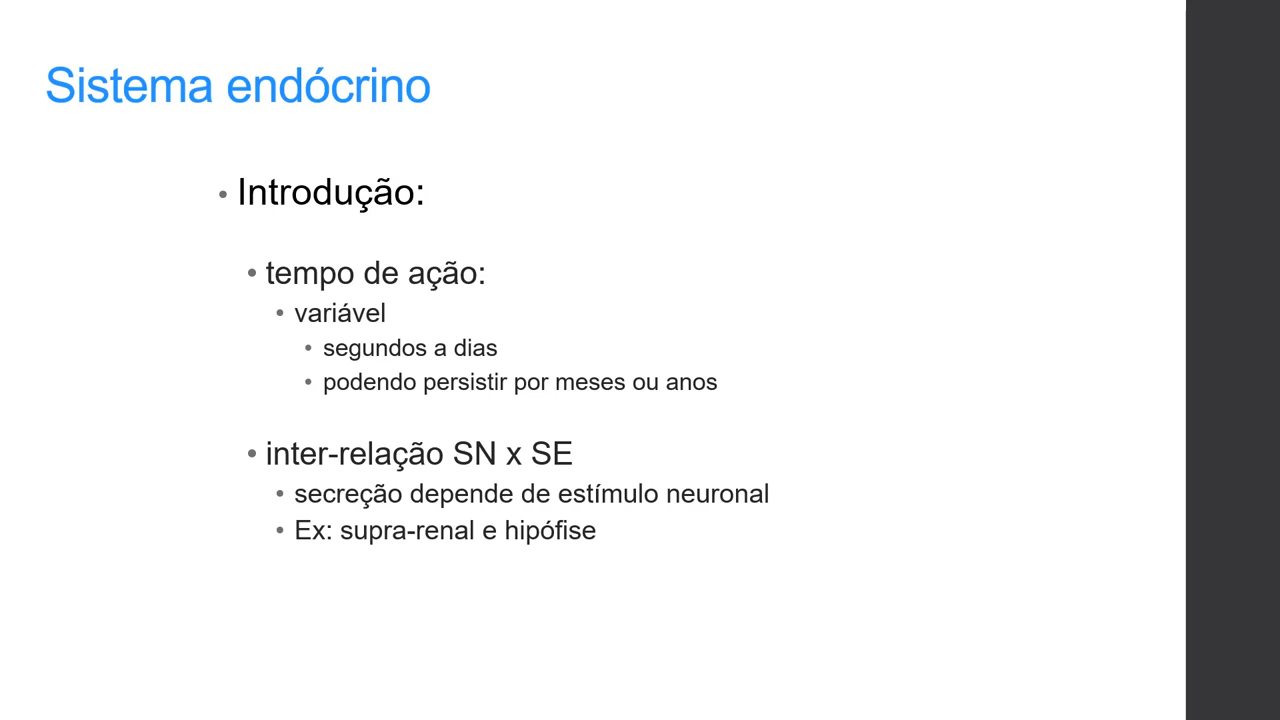 Sistema endócrino
• Introdução:
• tempo de ação:
• variável
• segundos a dias
• podendo persistir por meses ou anos
• inter-relação SN x SE
• secreção depende de estímulo neuronal
• Ex: supra-renal e hipófise